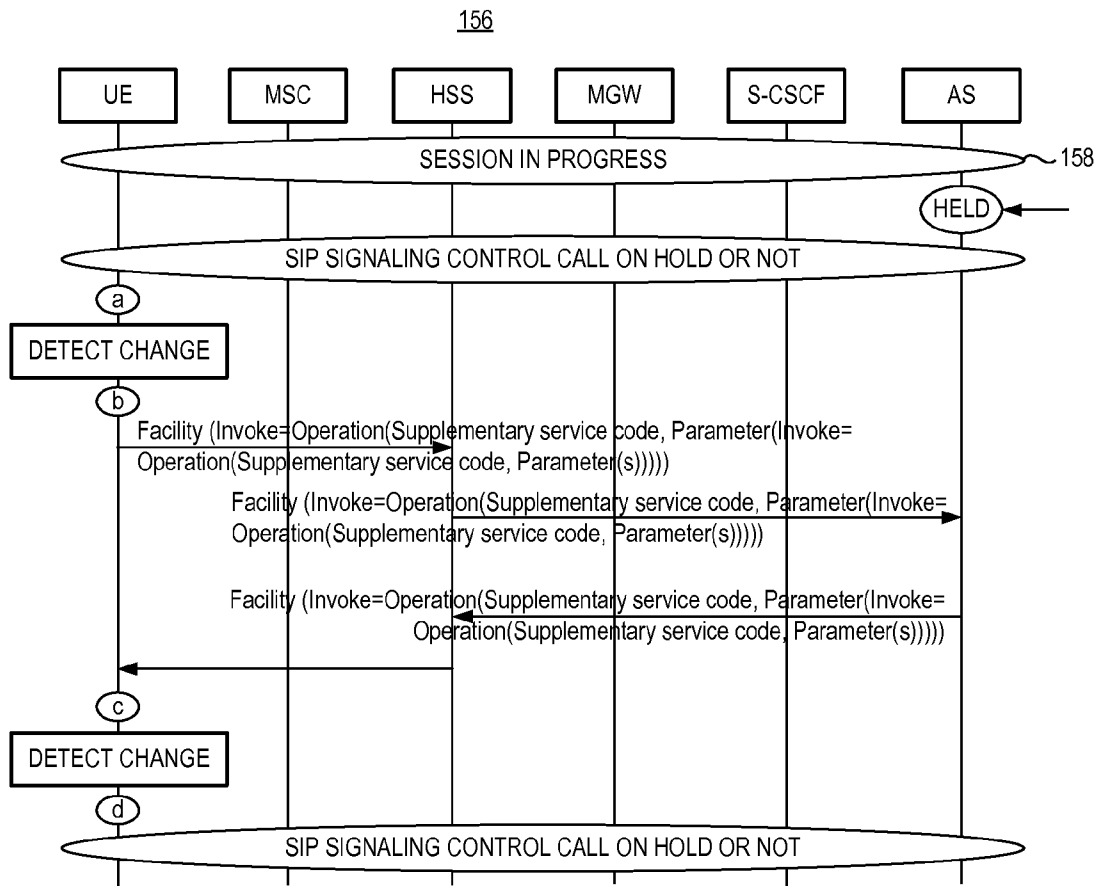 156
UE
MSC
HSS
MGW
S-CSCF
AS
SESSION IN PROGRESS
158
HELD
SIP SIGNALING CONTROL CALL ON HOLD OR NOT
a
DETECT CHANGE
b
Facility (Invoke=Operation(Supplementary service code, Parameter(Invoke=
Operation(Supplementary service code, Parameter(s)))))
Facility (Invoke=Operation(Supplementary service code, Parameter(Invoke=
Operation(Supplementary service code, Parameter(s)))))
Facility (Invoke=Operation(Supplementary service code, Parameter(Invoke=
Operation(Supplementary service code, Parameter(s)))))
c
DETECT CHANGE
d
SIP SIGNALING CONTROL CALL ON HOLD OR NOT